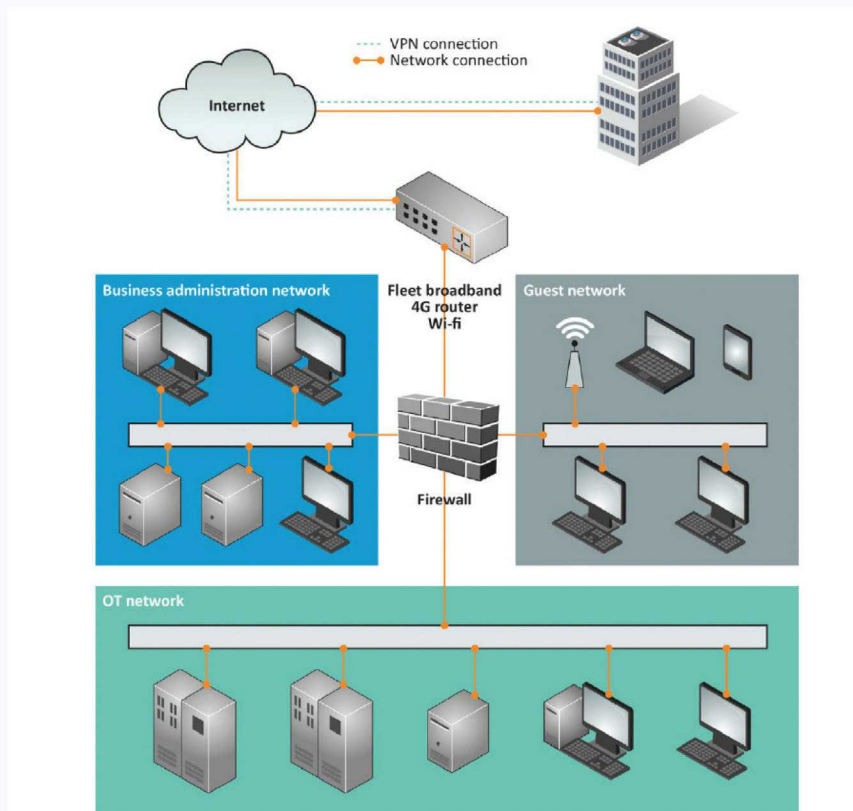 VPN connection
Network connection
Internet
Business administration network
Fleet broadband
4G router
Wi-fi
Guest network
Firewall
OT network